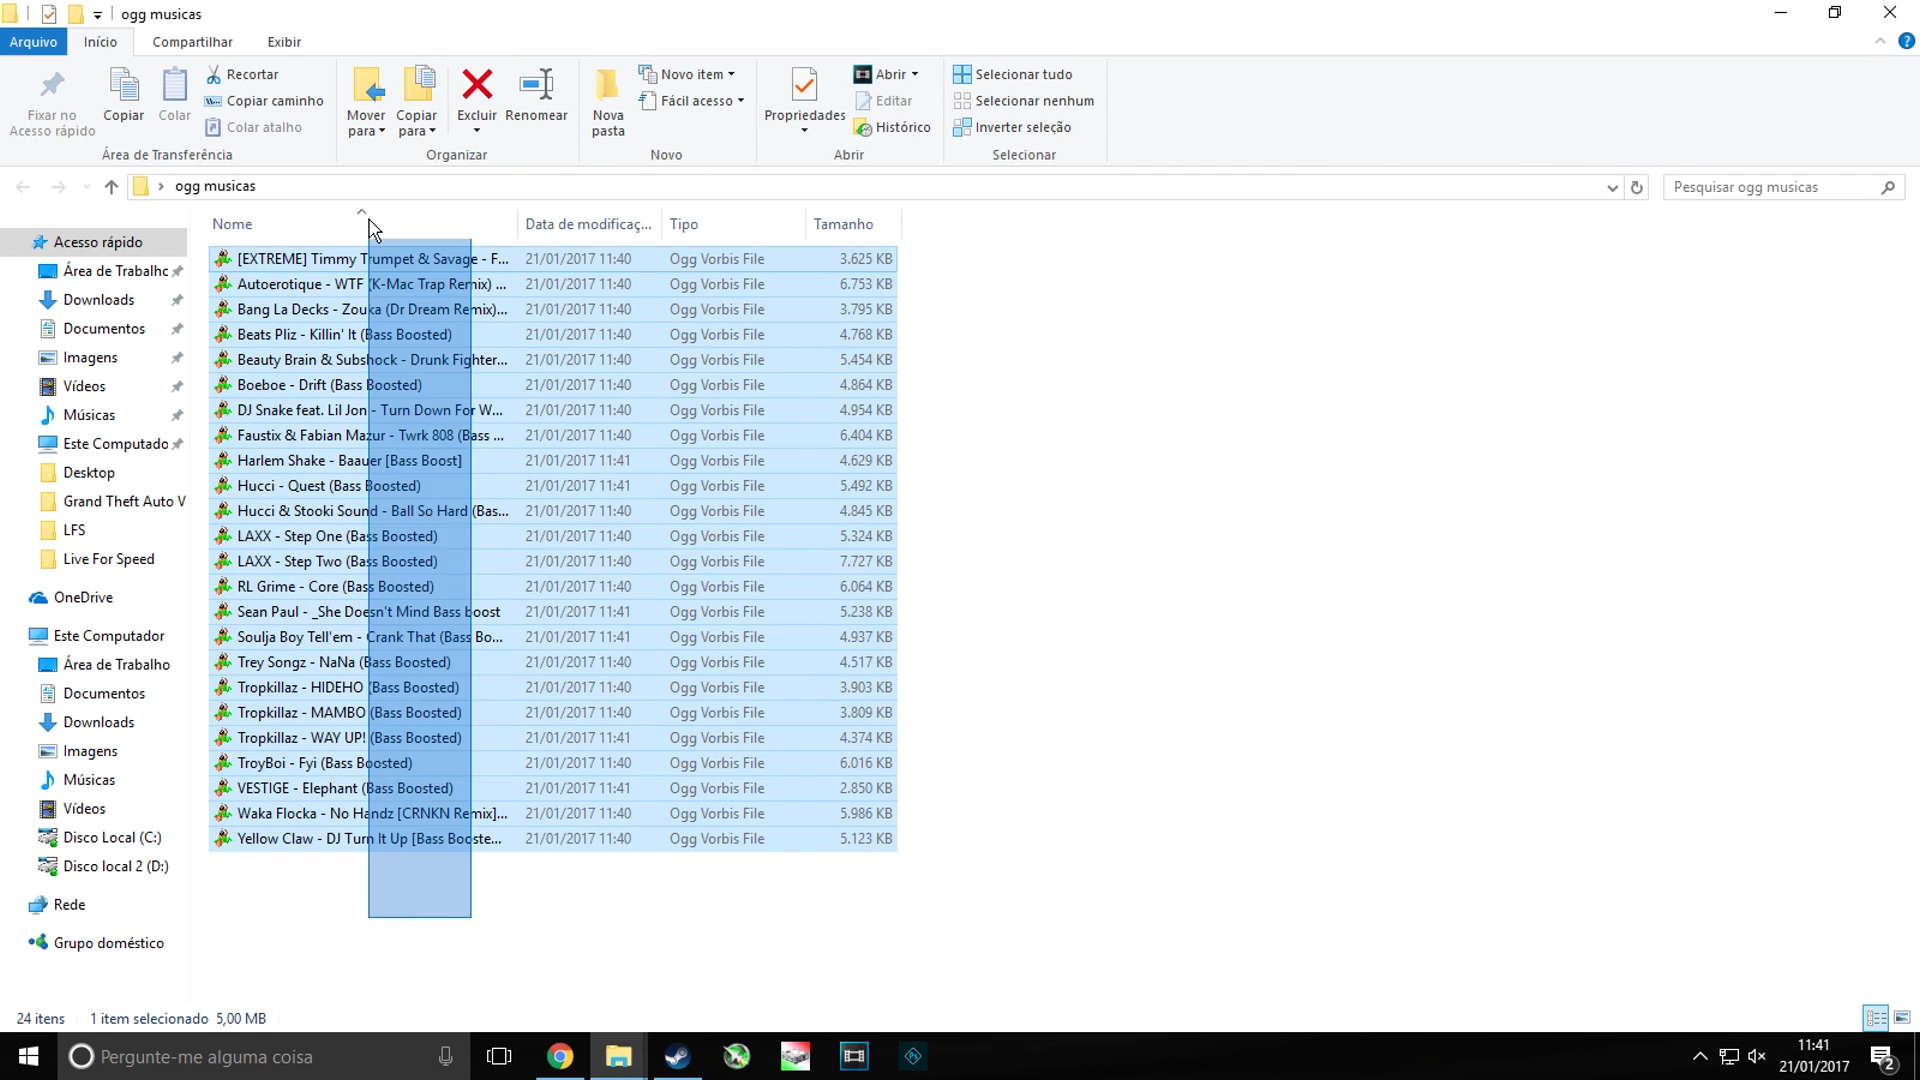 ogg musicas
Arquivo Início Compartilhar Exibir
Fixar no Acesso rápido
Copiar
Colar
Recortar
Copiar caminho
Colar atalho
Área de Transferência
Mover para
Copiar para
Excluir
Renomear
Organizar
Nova pasta
Novo item
Fácil acesso
Novo
Propriedades
Abrir
Editar
Histórico
Abrir
Selecionar tudo
Selecionar nenhum
Inverter seleção
Selecionar
ogg musicas
Pesquisar ogg musicas
Acesso rápido
Área de Trabalhc
Downloads
Documentos
Imagens
Vídeos
Músicas
Este Computado
Desktop
Grand Theft Auto V
LFS
Live For Speed
OneDrive
Este Computador
Área de Trabalho
Documentos
Downloads
Imagens
Músicas
Vídeos
Disco Local (C:)
Disco local 2 (D:)
Rede
Grupo doméstico
Nome Data de modificaç... Tipo Tamanho
[EXTREME] Timmy Trumpet & Savage - F... 21/01/2017 11:40 Ogg Vorbis File 3.625 KB
Autoerotique - WTF (K-Mac Trap Remix) ... 21/01/2017 11:40 Ogg Vorbis File 6.753 KB
Bang La Decks - Zouka (Dr Dream Remix)... 21/01/2017 11:40 Ogg Vorbis File 3.795 KB
Beats Pliz - Killin' It (Bass Boosted) 21/01/2017 11:40 Ogg Vorbis File 4.768 KB
Beauty Brain & Subshock - Drunk Fighter... 21/01/2017 11:40 Ogg Vorbis File 5.454 KB
Boeboe - Drift (Bass Boosted) 21/01/2017 11:40 Ogg Vorbis File 4.864 KB
DJ Snake feat. Lil Jon - Turn Down For W... 21/01/2017 11:40 Ogg Vorbis File 4.954 KB
Faustix & Fabian Mazur - Twrk 808 (Bass ... 21/01/2017 11:40 Ogg Vorbis File 6.404 KB
Harlem Shake - Baauer [Bass Boost] 21/01/2017 11:41 Ogg Vorbis File 4.629 KB
Hucci - Quest (Bass Boosted) 21/01/2017 11:41 Ogg Vorbis File 5.492 KB
Hucci & Stooki Sound - Ball So Hard (Bas... 21/01/2017 11:40 Ogg Vorbis File 4.845 KB
LAXX - Step One (Bass Boosted) 21/01/2017 11:40 Ogg Vorbis File 5.324 KB
LAXX - Step Two (Bass Boosted) 21/01/2017 11:40 Ogg Vorbis File 7.727 KB
RL Grime - Core (Bass Boosted) 21/01/2017 11:40 Ogg Vorbis File 6.064 KB
Sean Paul - _She Doesn't Mind Bass boost 21/01/2017 11:41 Ogg Vorbis File 5.238 KB
Soulja Boy Tell'em - Crank That (Bass Bo... 21/01/2017 11:41 Ogg Vorbis File 4.937 KB
Trey Songz - NaNa (Bass Boosted) 21/01/2017 11:40 Ogg Vorbis File 4.517 KB
Tropkillaz - HIDEHO (Bass Boosted) 21/01/2017 11:40 Ogg Vorbis File 3.903 KB
Tropkillaz - MAMBO (Bass Boosted) 21/01/2017 11:40 Ogg Vorbis File 3.809 KB
Tropkillaz - WAY UP! (Bass Boosted) 21/01/2017 11:41 Ogg Vorbis File 4.374 KB
TroyBoi - Fyi (Bass Boosted) 21/01/2017 11:40 Ogg Vorbis File 6.016 KB
VESTIGE - Elephant (Bass Boosted) 21/01/2017 11:41 Ogg Vorbis File 2.850 KB
Waka Flocka - No Handz [CRNKN Remix]... 21/01/2017 11:40 Ogg Vorbis File 5.986 KB
Yellow Claw - DJ Turn It Up [Bass Booste... 21/01/2017 11:40 Ogg Vorbis File 5.123 KB
24 itens 1 item selecionado 5,00 MB
Pergunte-me alguma coisa
Ps
11:41
21/01/2017
2